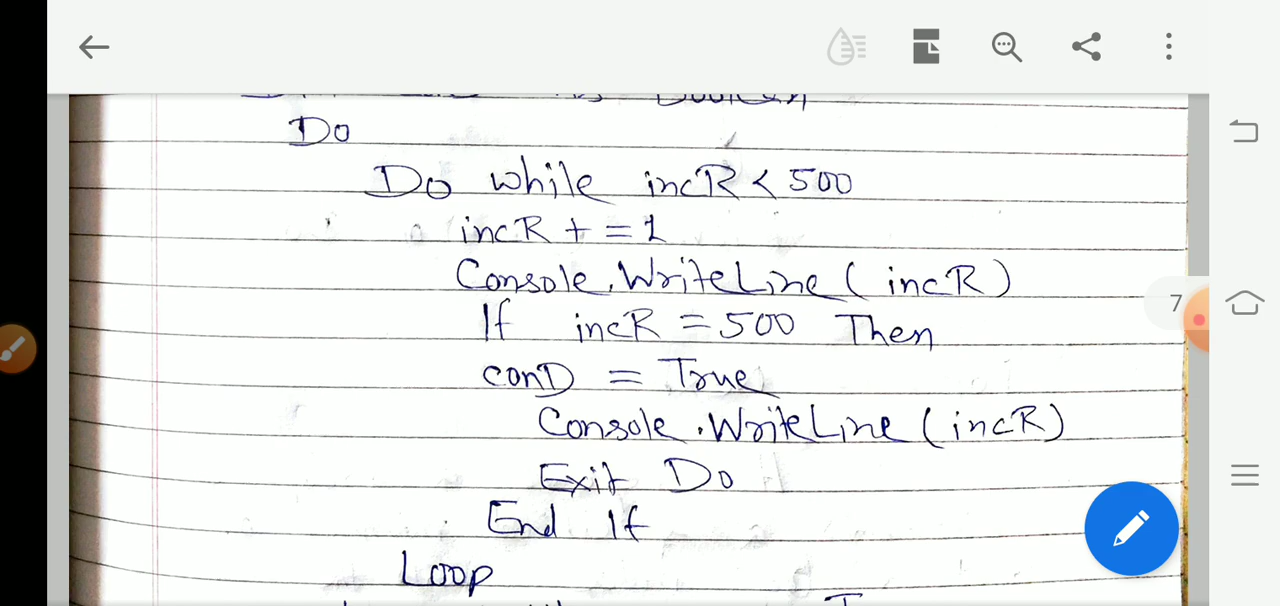 Do
Do while incR < 500
incR + = 1
Console.WriteLine ( incR )
If incR = 500 Then
conD = True
Console.WriteLine ( incR )
Exit Do
End If
Loop
7